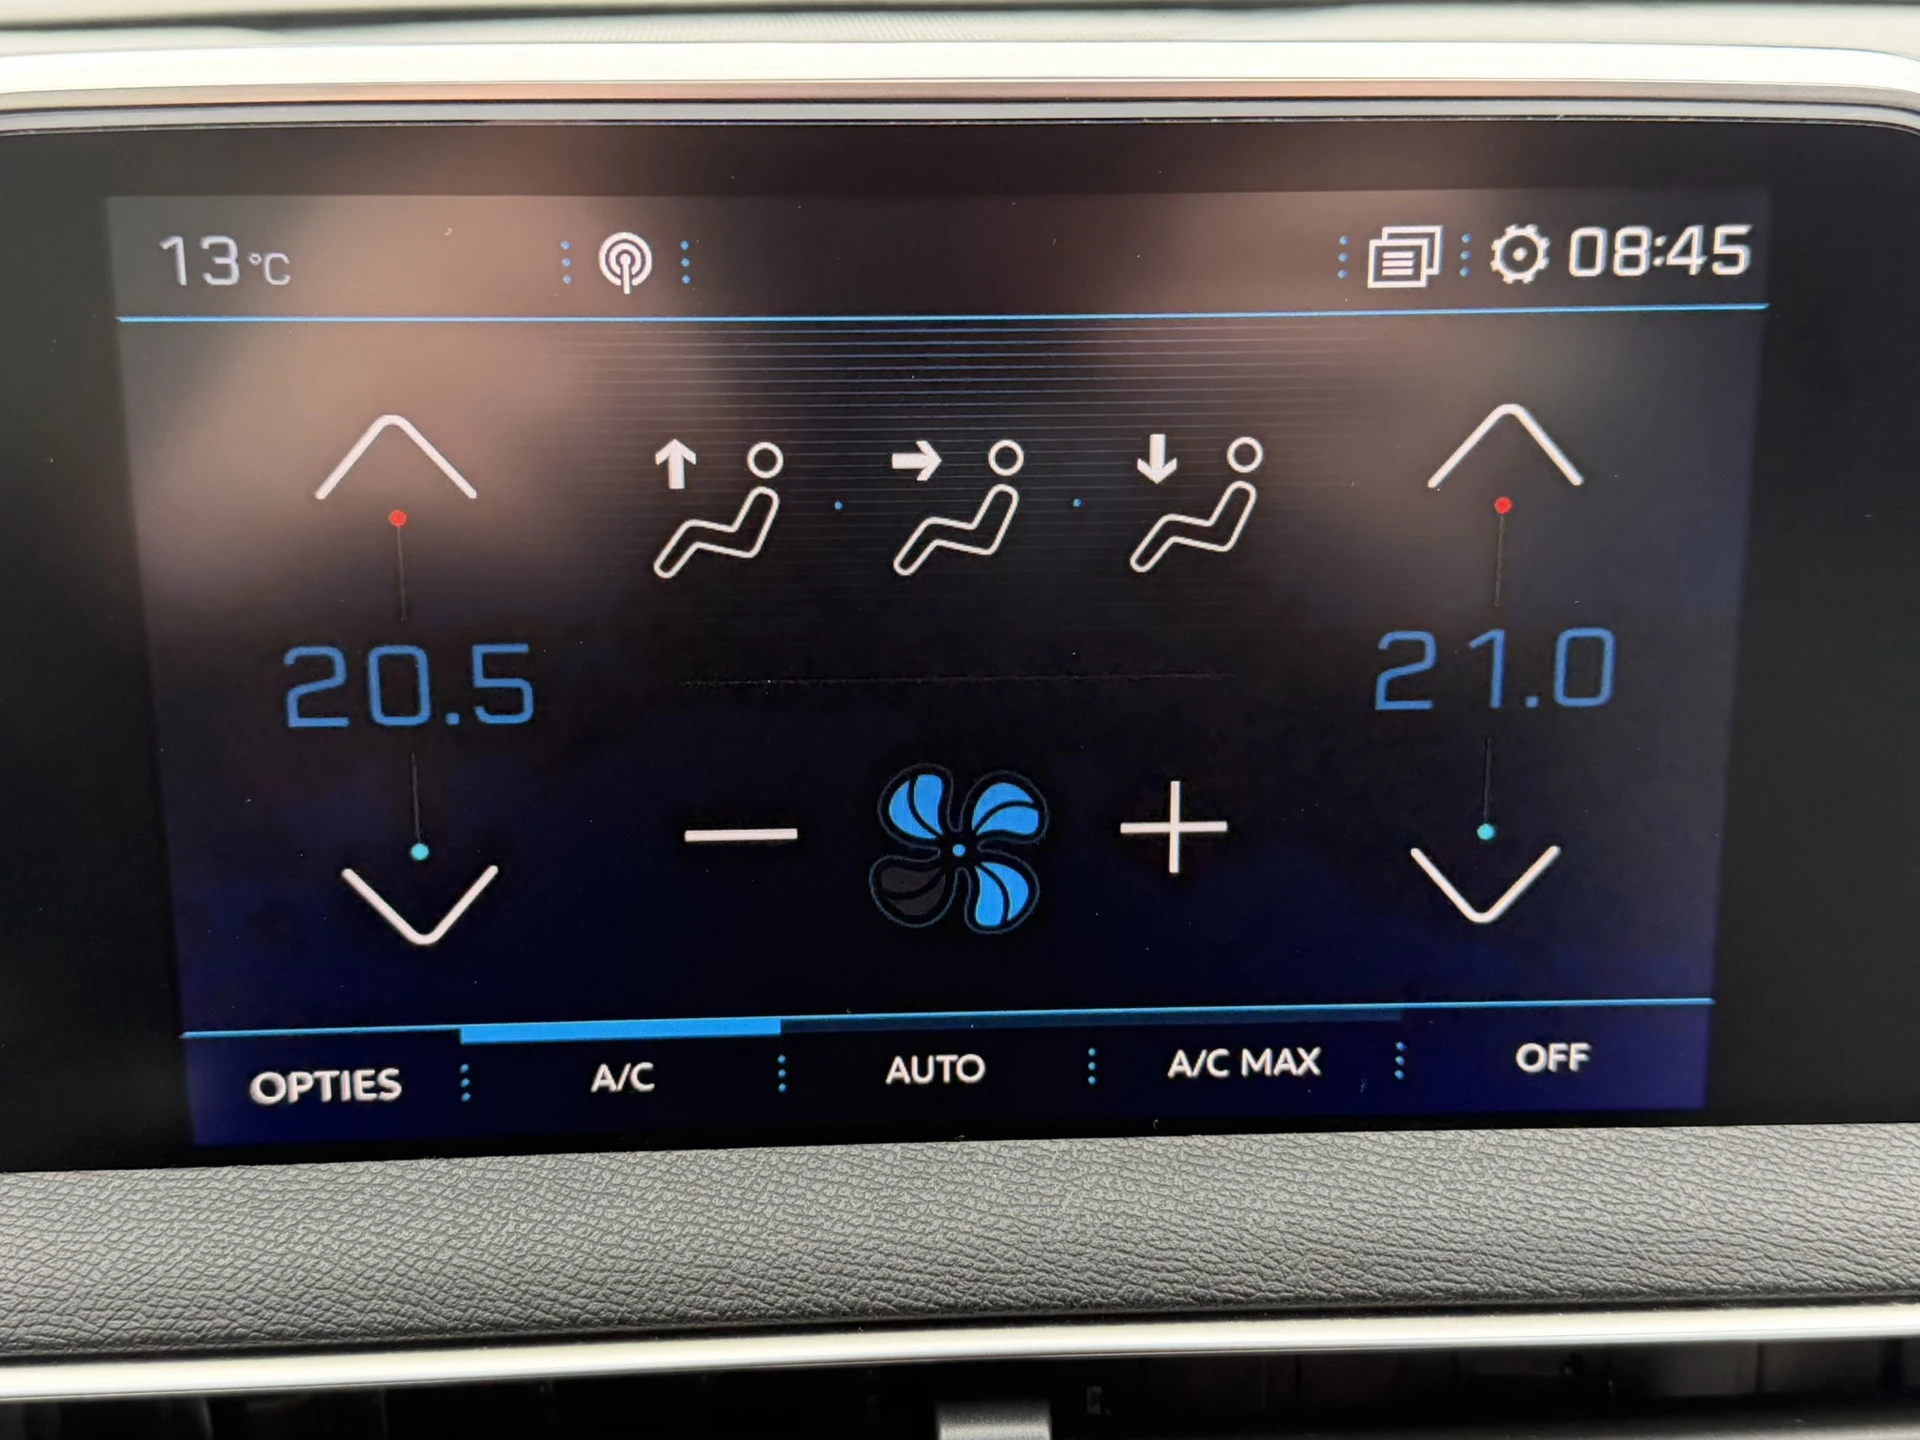 13°C 08:45
20.5 21.0
OPTIES A/C AUTO A/C MAX OFF